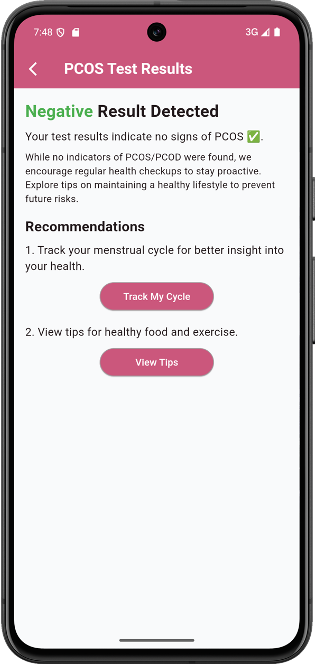 7:48 3G
PCOS Test Results
Negative Result Detected
Your test results indicate no signs of PCOS ✅.
While no indicators of PCOS/PCOD were found, we
encourage regular health checkups to stay proactive.
Explore tips on maintaining a healthy lifestyle to prevent
future risks.
Recommendations
1. Track your menstrual cycle for better insight into
your health.
Track My Cycle
2. View tips for healthy food and exercise.
View Tips